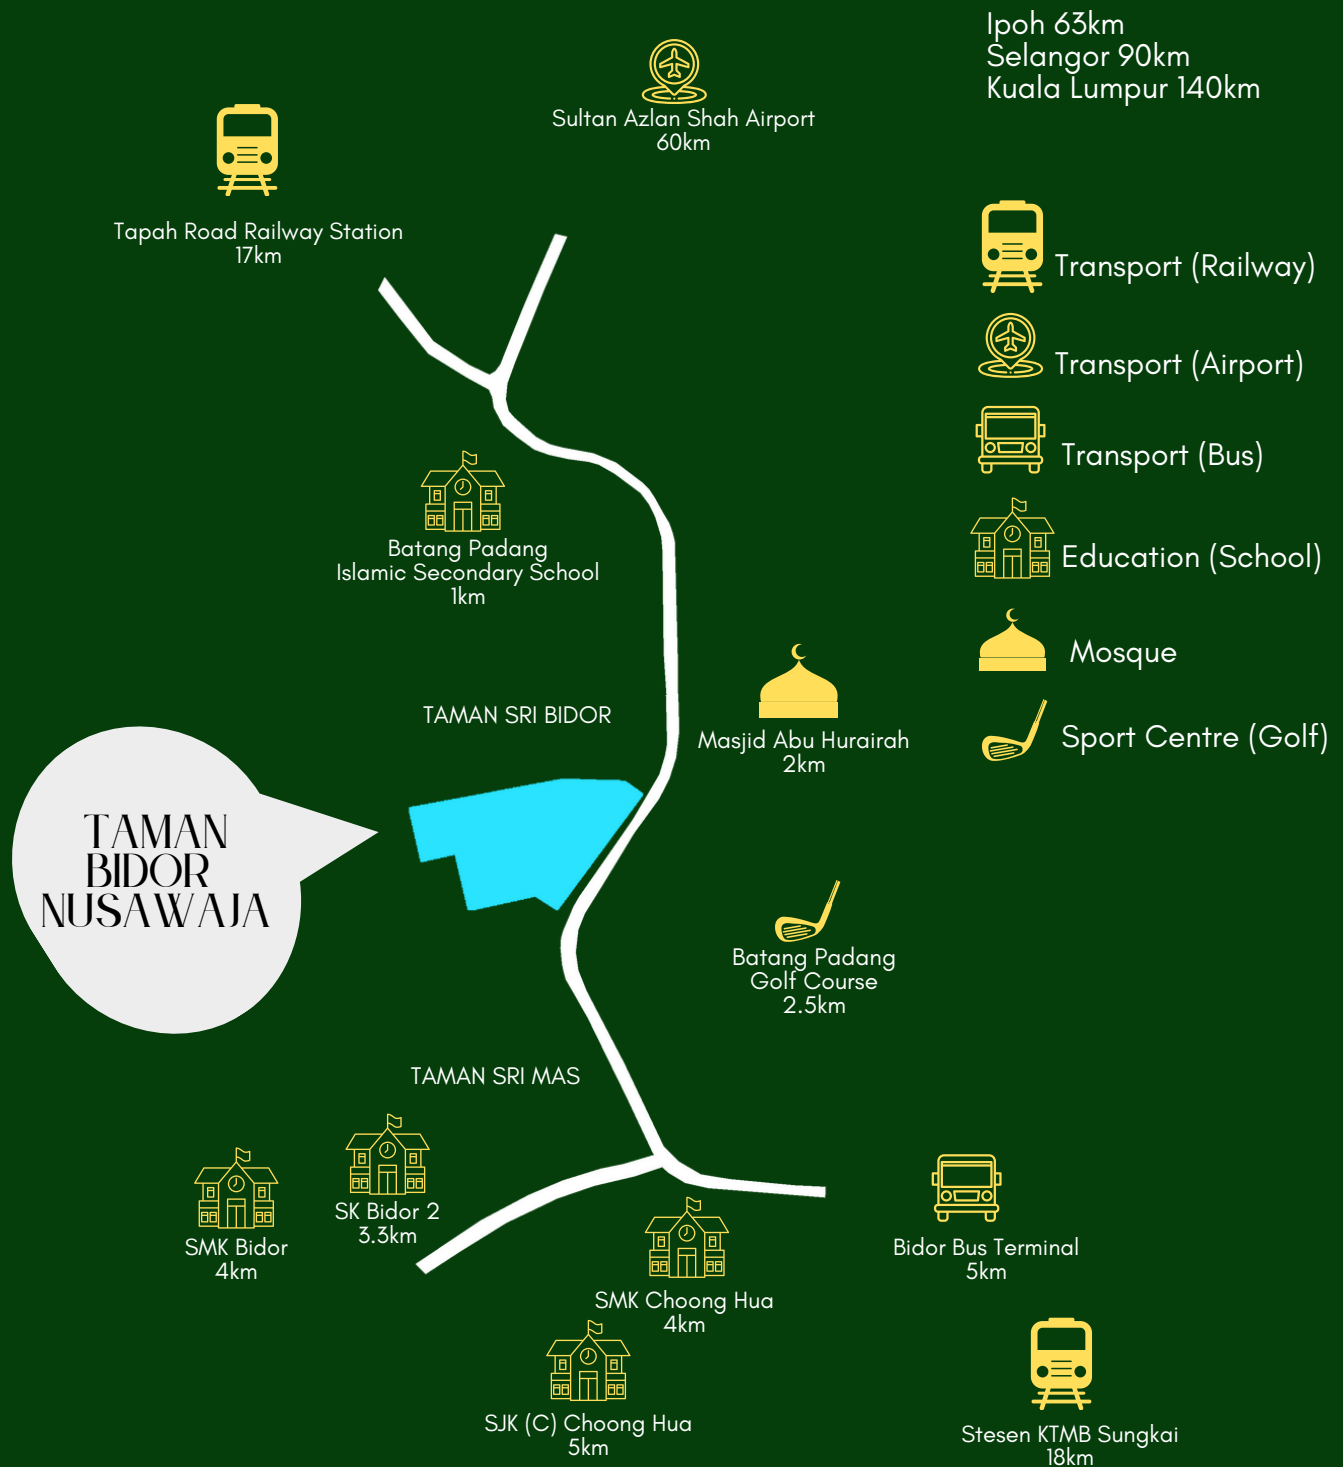 Ipoh 63km
Selangor 90km
Kuala Lumpur 140km
Sultan Azlan Shah Airport
60km
Tapah Road Railway Station
17km
Transport (Railway)
Transport (Airport)
Transport (Bus)
Education (School)
Mosque
Sport Centre (Golf)
Batang Padang
Islamic Secondary School
1km
TAMAN SRI BIDOR
Masjid Abu Hurairah
2km
TAMAN
BIDOR
NUSAWAJA
Batang Padang
Golf Course
2.5km
TAMAN SRI MAS
SK Bidor 2
3.3km
SMK Bidor
4km
Bidor Bus Terminal
5km
SMK Choong Hua
4km
SJK (C) Choong Hua
5km
Stesen KTMB Sungkai
18km